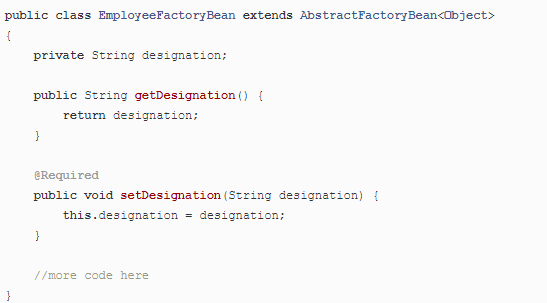 public class EmployeeFactoryBean extends AbstractFactoryBean<Object>
{
    private String designation;

    public String getDesignation() {
        return designation;
    }

    @Required
    public void setDesignation(String designation) {
        this.designation = designation;
    }

    //more code here
}